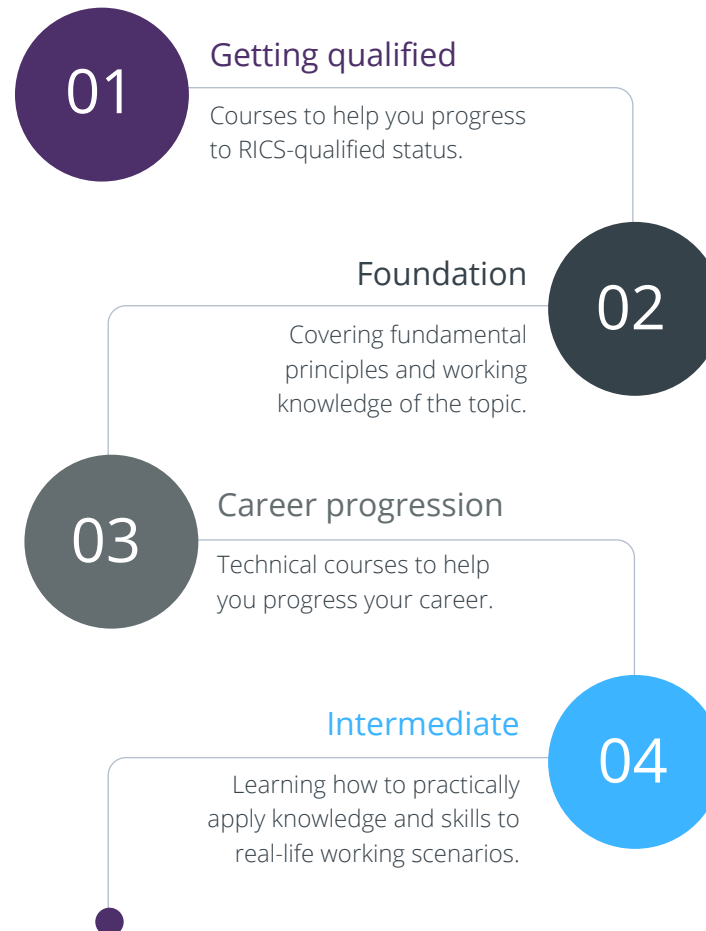 01
Getting qualified
Courses to help you progress
to RICS-qualified status.
Foundation
02
Covering fundamental
principles and working
knowledge of the topic.
03
Career progression
Technical courses to help
you progress your career.
Intermediate
04
Learning how to practically
apply knowledge and skills to
real-life working scenarios.